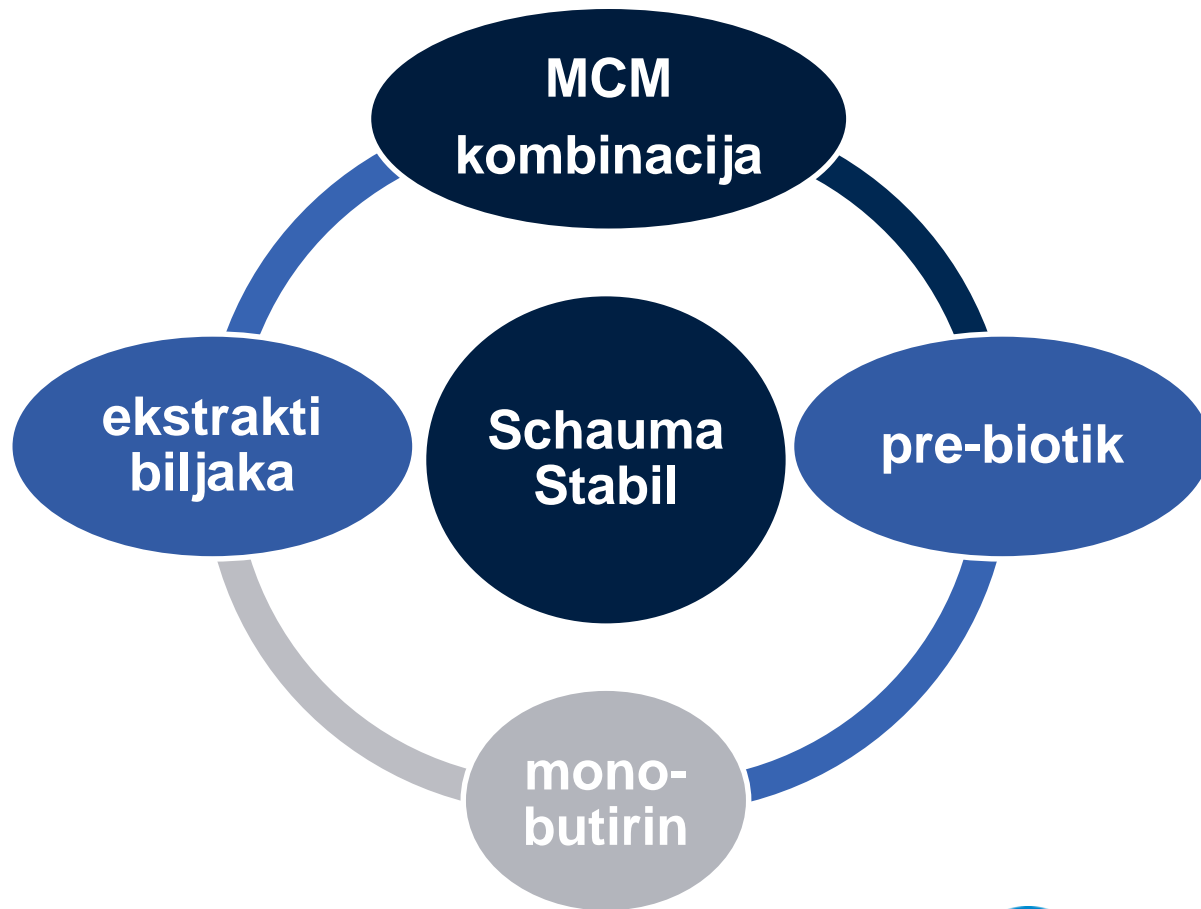 MCM
kombinacija
ekstrakti
biljaka
Schauma
Stabil
pre-biotik
mono-
butirin